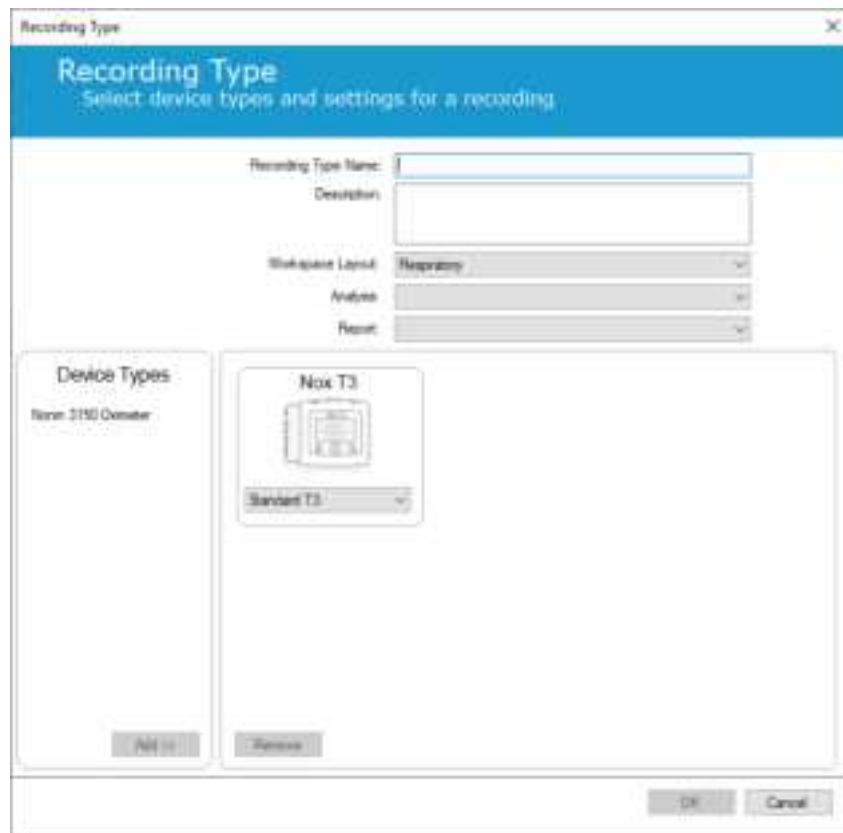 Recording Type
Recording Type
Select device types and settings for a recording
Recording Type Name:
Description:
Workspace Layout: Respiratory
Analysis:
Report:
Device Types
Nox T3
Nonin 3150 Oximeter
Standard T3
Add >>
Remove
OK
Cancel